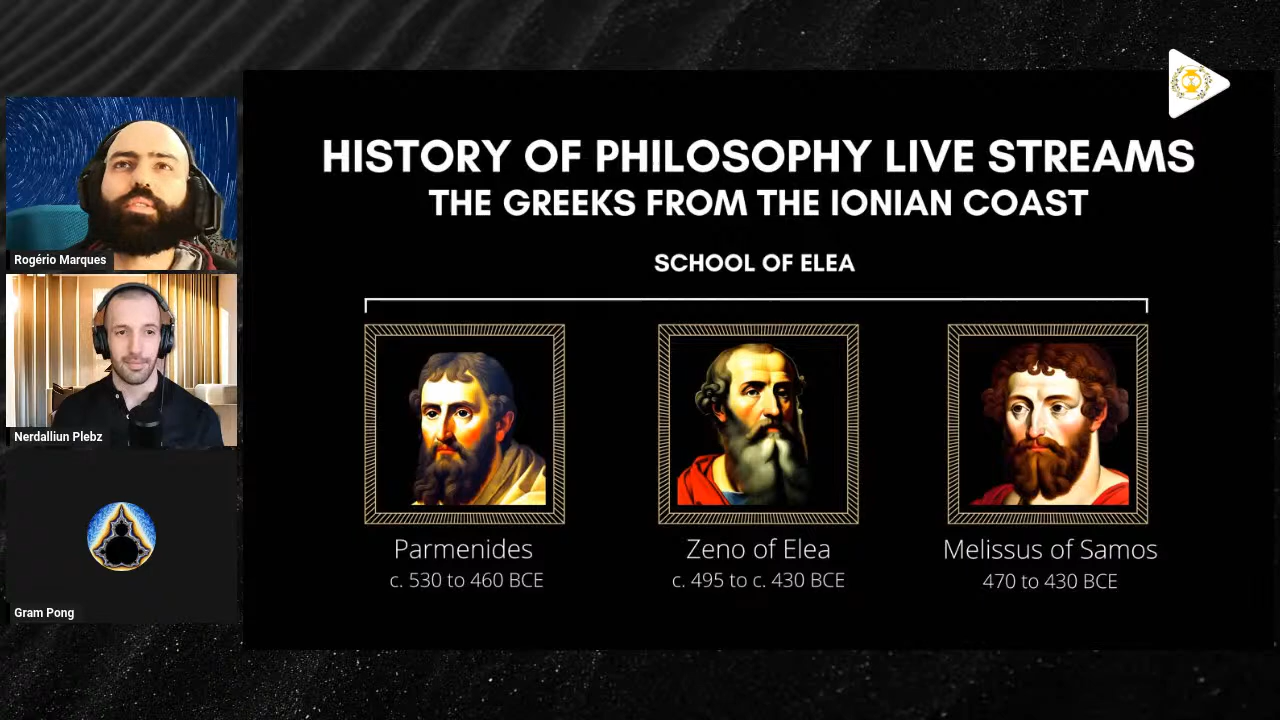 HISTORY OF PHILOSOPHY LIVE STREAMS
THE GREEKS FROM THE IONIAN COAST
SCHOOL OF ELEA
Parmenides
c. 530 to 460 BCE
Zeno of Elea
c. 495 to c. 430 BCE
Melissus of Samos
470 to 430 BCE
Rogério Marques
Nerdalliun Plebz
Gram Pong